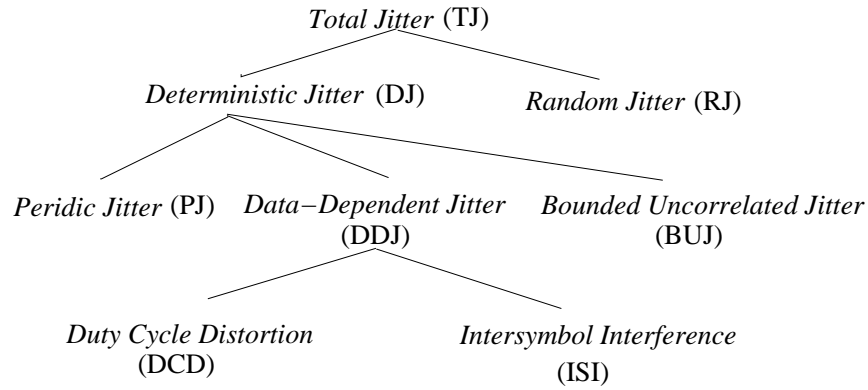 Total Jitter (TJ)
Deterministic Jitter (DJ)
Random Jitter (RJ)
Peridic Jitter (PJ)
Data−Dependent Jitter
(DDJ)
Bounded Uncorrelated Jitter
(BUJ)
Duty Cycle Distortion
(DCD)
Intersymbol Interference
(ISI)